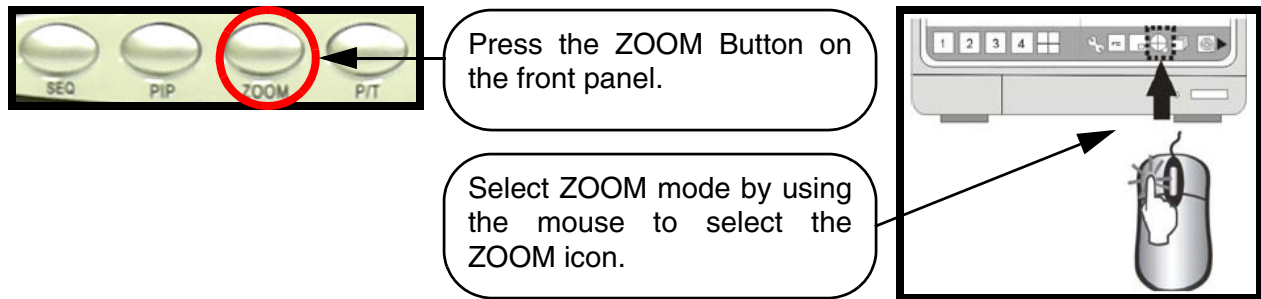 SEQ PIP ZOOM P/T
Press the ZOOM Button on
the front panel.
1 2 3 4
Select ZOOM mode by using
the mouse to select the
ZOOM icon.